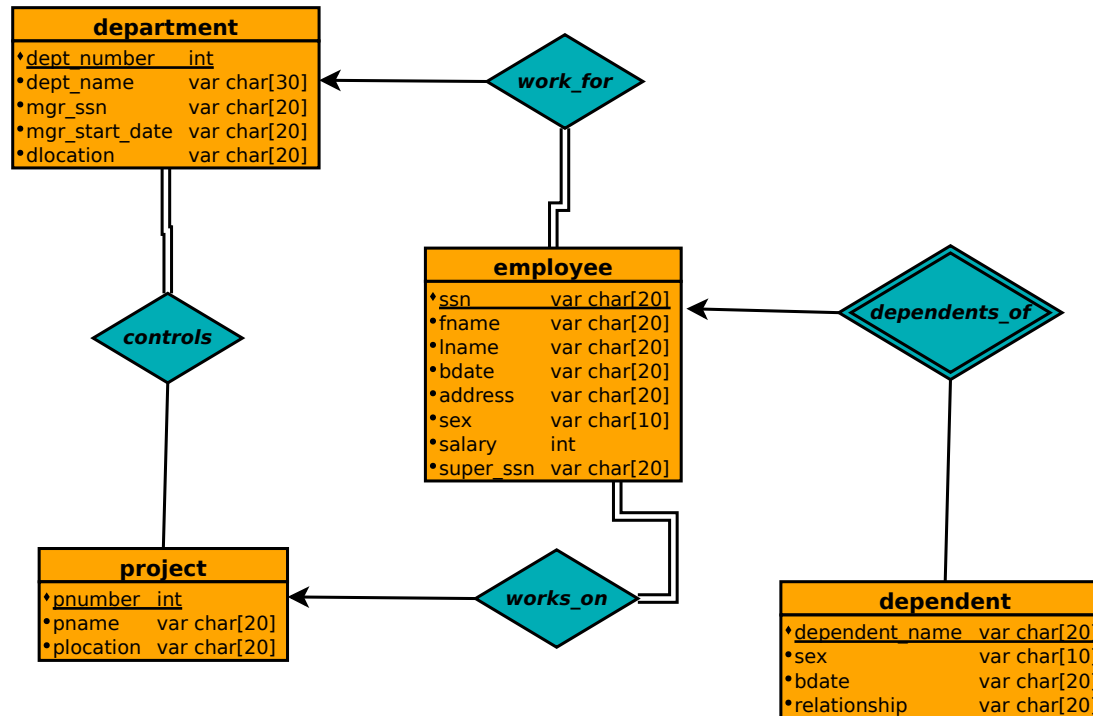 department
dept_number int
dept_name var char[30]
mgr_ssn var char[20]
mgr_start_date var char[20]
dlocation var char[20]
work_for
employee
ssn var char[20]
fname var char[20]
lname var char[20]
bdate var char[20]
address var char[20]
sex var char[10]
salary int
super_ssn var char[20]
dependents_of
controls
project
pnumber int
pname var char[20]
plocation var char[20]
works_on
dependent
dependent_name var char[20]
sex var char[10]
bdate var char[20]
relationship var char[20]